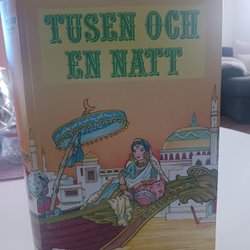 TUSEN OCH
EN NATT